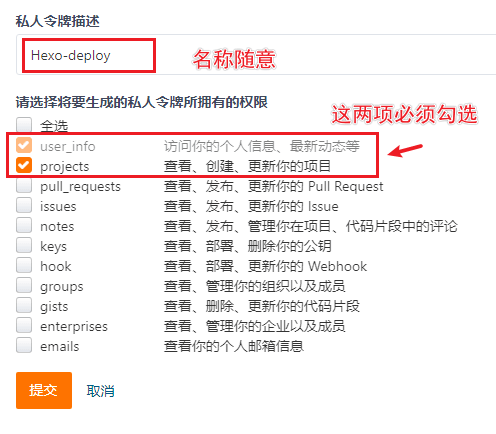 私人令牌描述
Hexo-deploy
名称随意
请选择将要生成的私人令牌所拥有的权限
全选
这两项必须勾选
user_info 访问你的个人信息、最新动态等
projects 查看、创建、更新你的项目
pull_requests 查看、发布、更新你的 Pull Request
issues 查看、发布、更新你的 Issue
notes 查看、发布、管理你在项目、代码片段中的评论
keys 查看、部署、删除你的公钥
hook 查看、部署、更新你的 Webhook
groups 查看、管理你的组织以及成员
gists 查看、删除、更新你的代码片段
enterprises 查看、管理你的企业以及成员
emails 查看你的个人邮箱信息
提交 取消